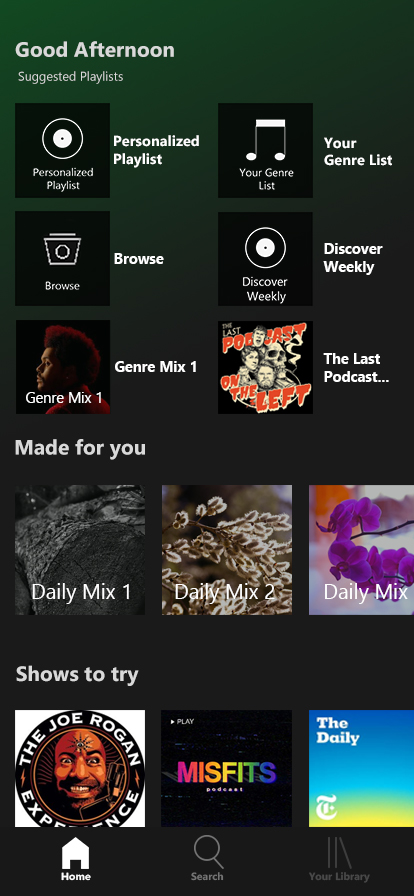 Good Afternoon
Suggested Playlists
Personalized
Playlist
Personalized
Playlist
Your Genre
List
Your
Genre List
Browse
Browse
Discover
Weekly
Discover
Weekly
Genre Mix 1
Genre Mix 1
THE LAST
PODCAST
ON THE LEFT
The Last
Podcast...
Made for you
Daily Mix 1
Daily Mix 2
Daily Mix
Shows to try
THE JOE ROGAN
EXPERIENCE
PLAY
MISFITS
podcast
The
Daily
T
Home
Search
Your Library